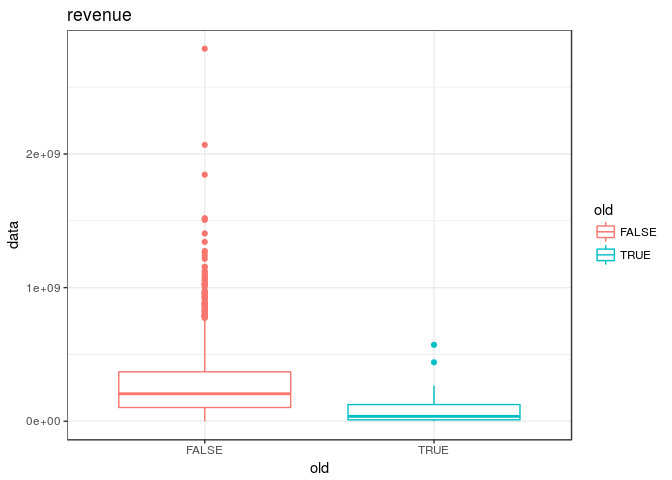 revenue
data
2e+09
1e+09
0e+00
FALSE
TRUE
old
old
FALSE
TRUE